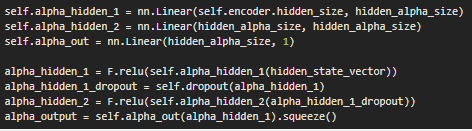 self.alpha_hidden_1 = nn.Linear(self.encoder.hidden_size, hidden_alpha_size)
self.alpha_hidden_2 = nn.Linear(hidden_alpha_size, hidden_alpha_size)
self.alpha_out = nn.Linear(hidden_alpha_size, 1)

alpha_hidden_1 = F.relu(self.alpha_hidden_1(hidden_state_vector))
alpha_hidden_1_dropout = self.dropout(alpha_hidden_1)
alpha_hidden_2 = F.relu(self.alpha_hidden_2(alpha_hidden_1_dropout))
alpha_output = self.alpha_out(alpha_hidden_1).squeeze()